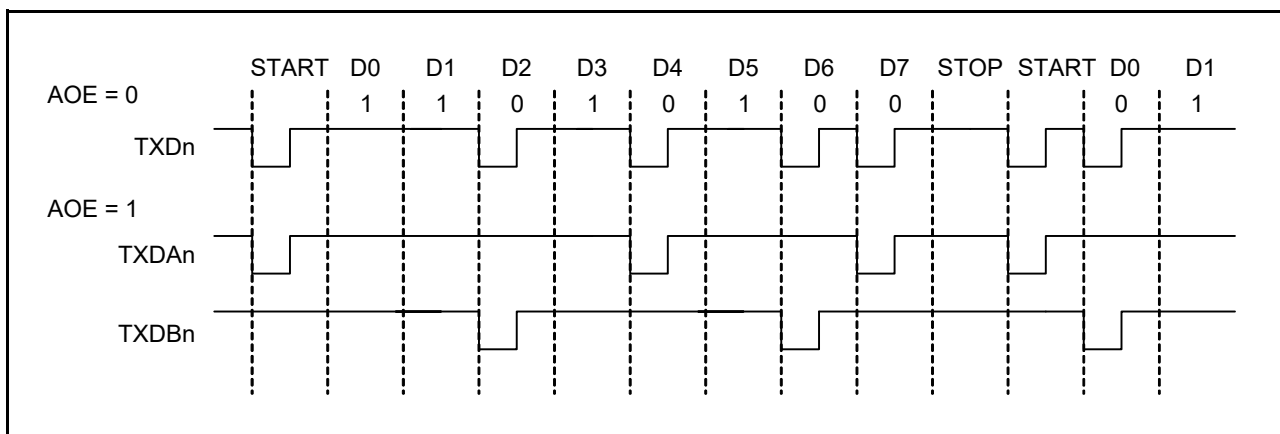 START D0 D1 D2 D3 D4 D5 D6 D7 STOP START D0 D1
AOE = 0
1 1 0 1 0 1 0 0 0 1
TXDn
AOE = 1
TXDAn
TXDBn